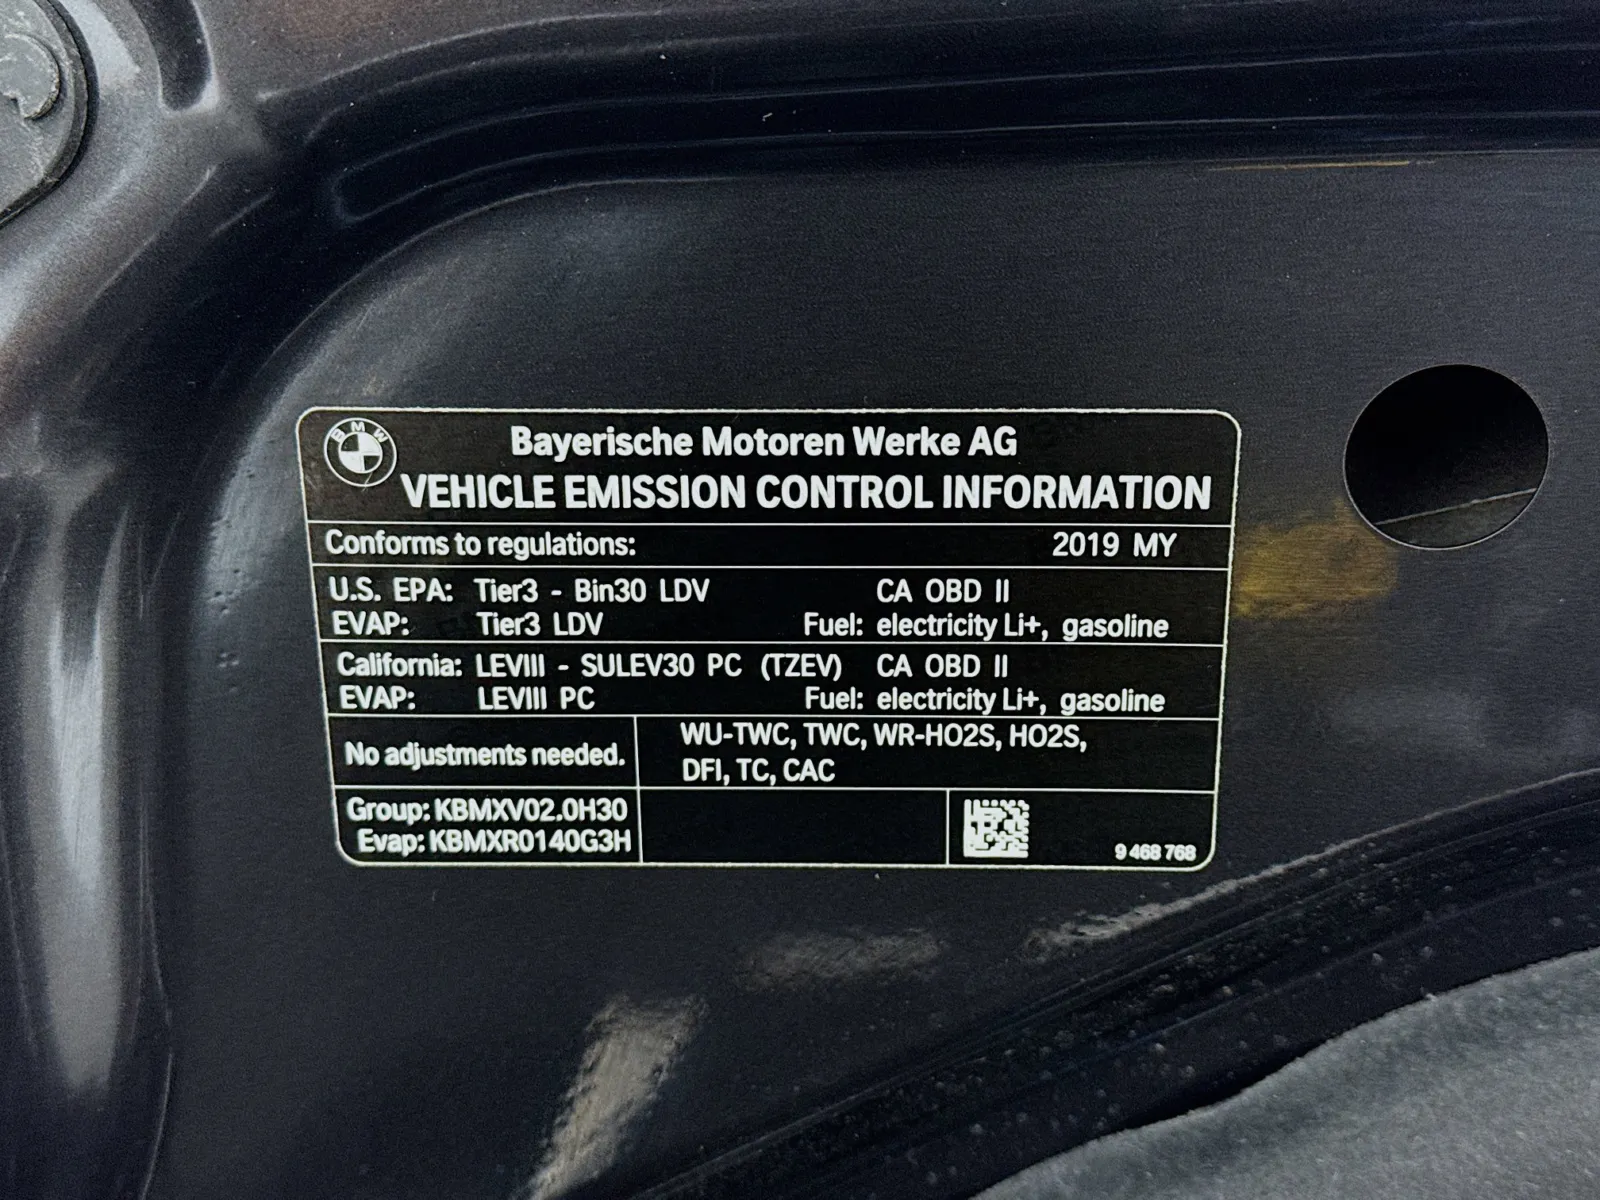 BMW
Bayerische Motoren Werke AG
VEHICLE EMISSION CONTROL INFORMATION
Conforms to regulations: 2019 MY
U.S. EPA: Tier3 - Bin30 LDV CA OBD II
EVAP: Tier3 LDV Fuel: electricity Li+, gasoline
California: LEVIII - SULEV30 PC (TZEV) CA OBD II
EVAP: LEVIII PC Fuel: electricity Li+, gasoline
No adjustments needed.
WU-TWC, TWC, WR-HO2S, HO2S,
DFI, TC, CAC
Group: KBMXV02.0H30
Evap: KBMXR0140G3H
9 468 768